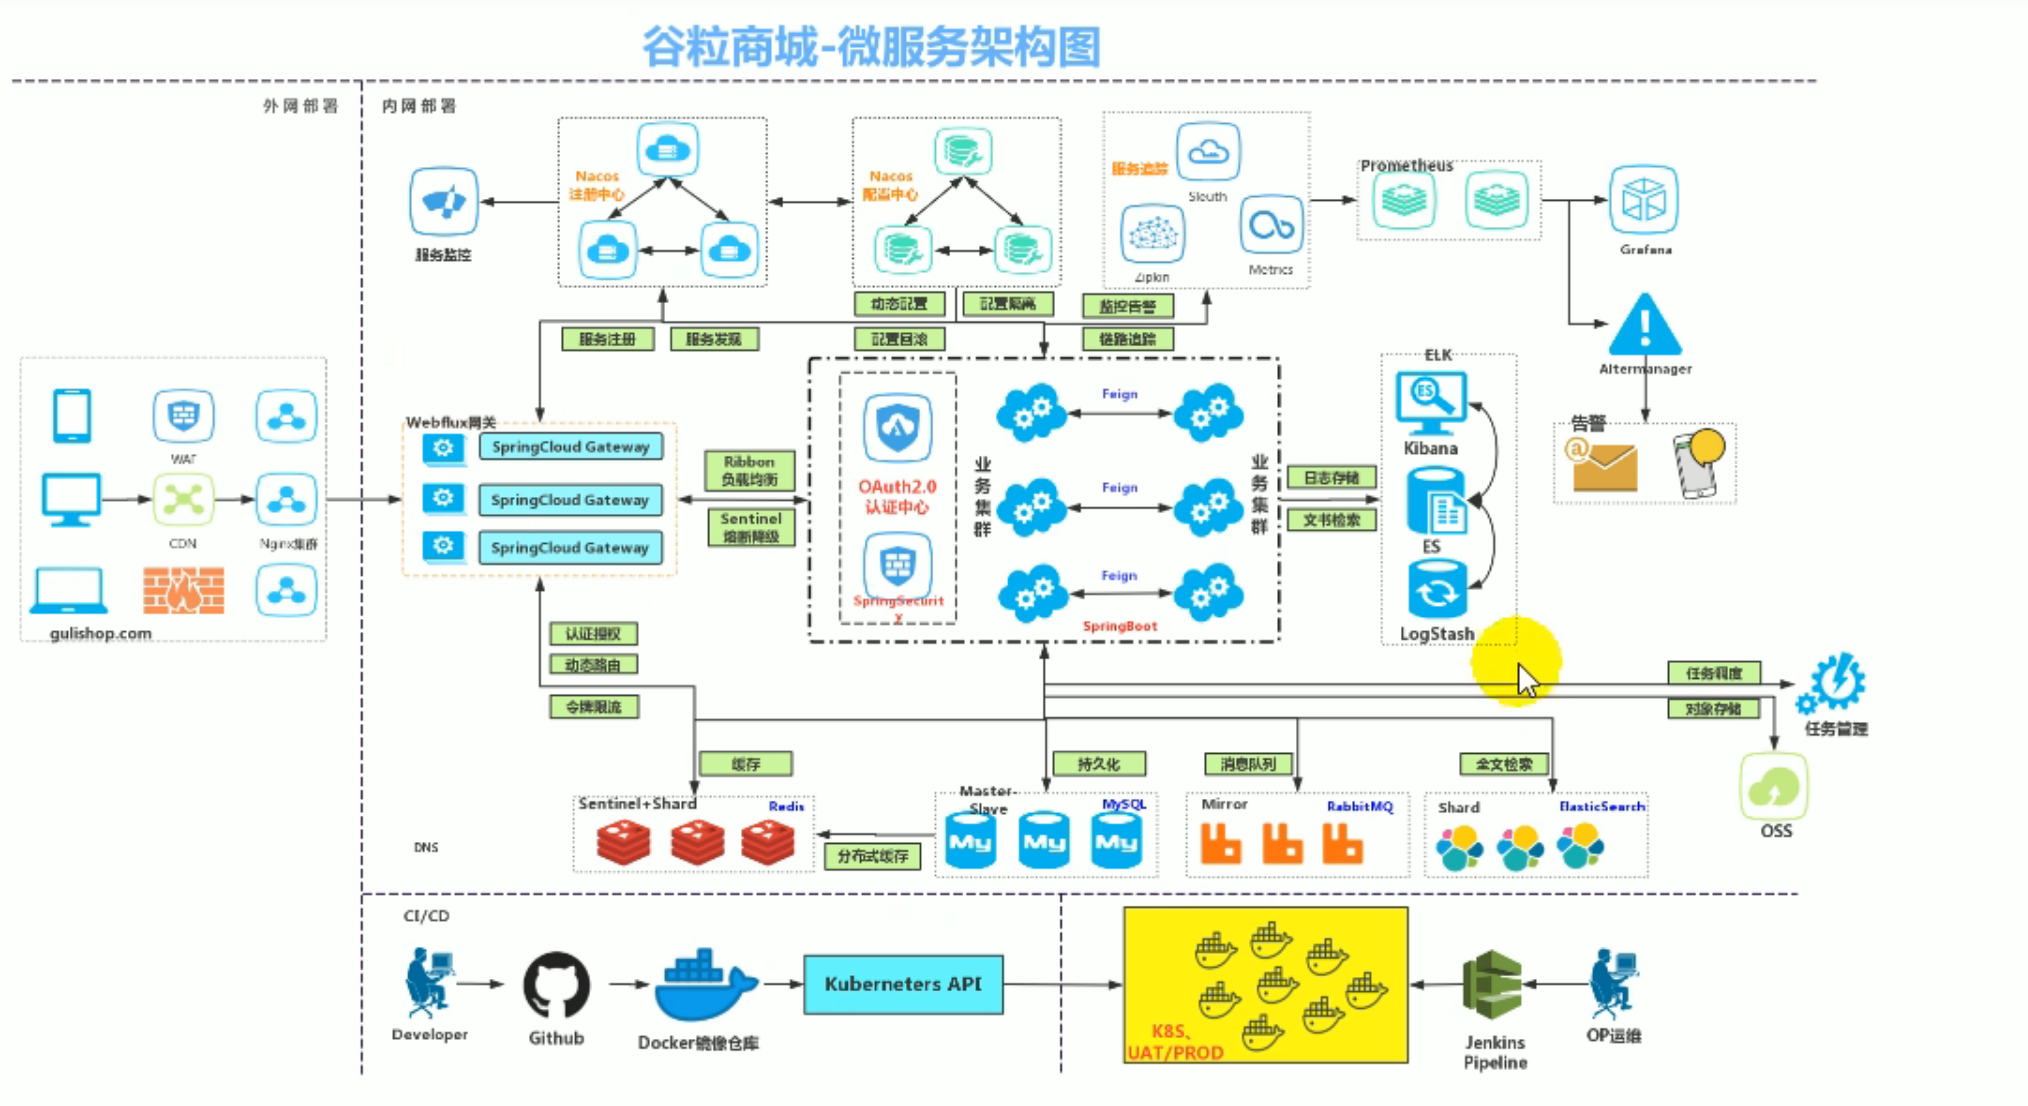 谷粒商城-微服务架构图
外网部署
内网部署
Nacos
注册中心
服务监控
Nacos
配置中心
服务追踪
Sleuth
Zipkin
Metrics
Prometheus
Grafana
Altermanager
告警
动态配置
配置隔离
配置回滚
监控告警
链路追踪
服务注册
服务发现
WAF
CDN
Nginx集群
gulishop.com
Webflux网关
SpringCloud Gateway
SpringCloud Gateway
SpringCloud Gateway
Ribbon
负载均衡
Sentinel
熔断降级
OAuth2.0
认证中心
SpringSecurit
y
业务集群
Feign
Feign
Feign
SpringBoot
业务集群
日志存储
文书检索
ELK
ES
Kibana
ES
LogStash
认证授权
动态路由
令牌限流
任务调度
对象存储
任务管理
OSS
缓存
持久化
消息队列
全文检索
Sentinel+Shard
Redis
分布式缓存
Master-
Slave
MySQL
My
My
My
Mirror
RabbitMQ
Shard
ElasticSearch
DNS
CI/CD
Developer
Github
Docker镜像仓库
Kuberneters API
K8S、
UAT/PROD
Jenkins
Pipeline
OP运维